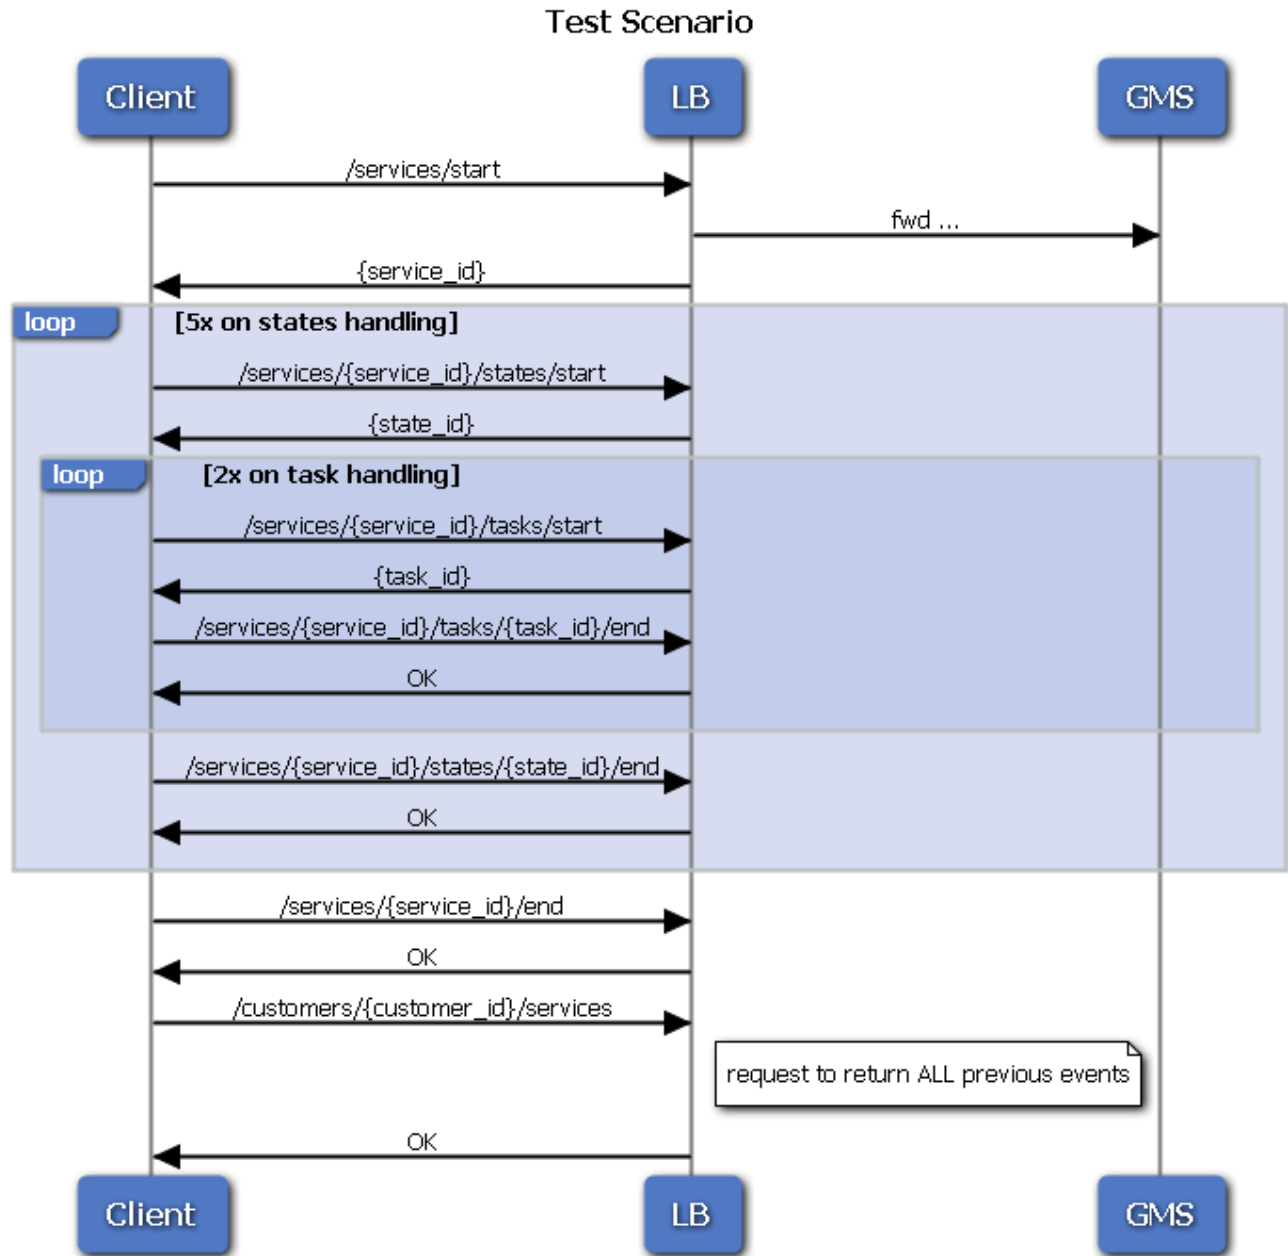 Test Scenario
Client LB GMS
/services/start
fwd ...
{service_id}
loop [5x on states handling]
/services/{service_id}/states/start
{state_id}
loop [2x on task handling]
/services/{service_id}/tasks/start
{task_id}
/services/{service_id}/tasks/{task_id}/end
OK
/services/{service_id}/states/{state_id}/end
OK
/services/{service_id}/end
OK
/customers/{customer_id}/services
request to return ALL previous events
OK
Client LB GMS